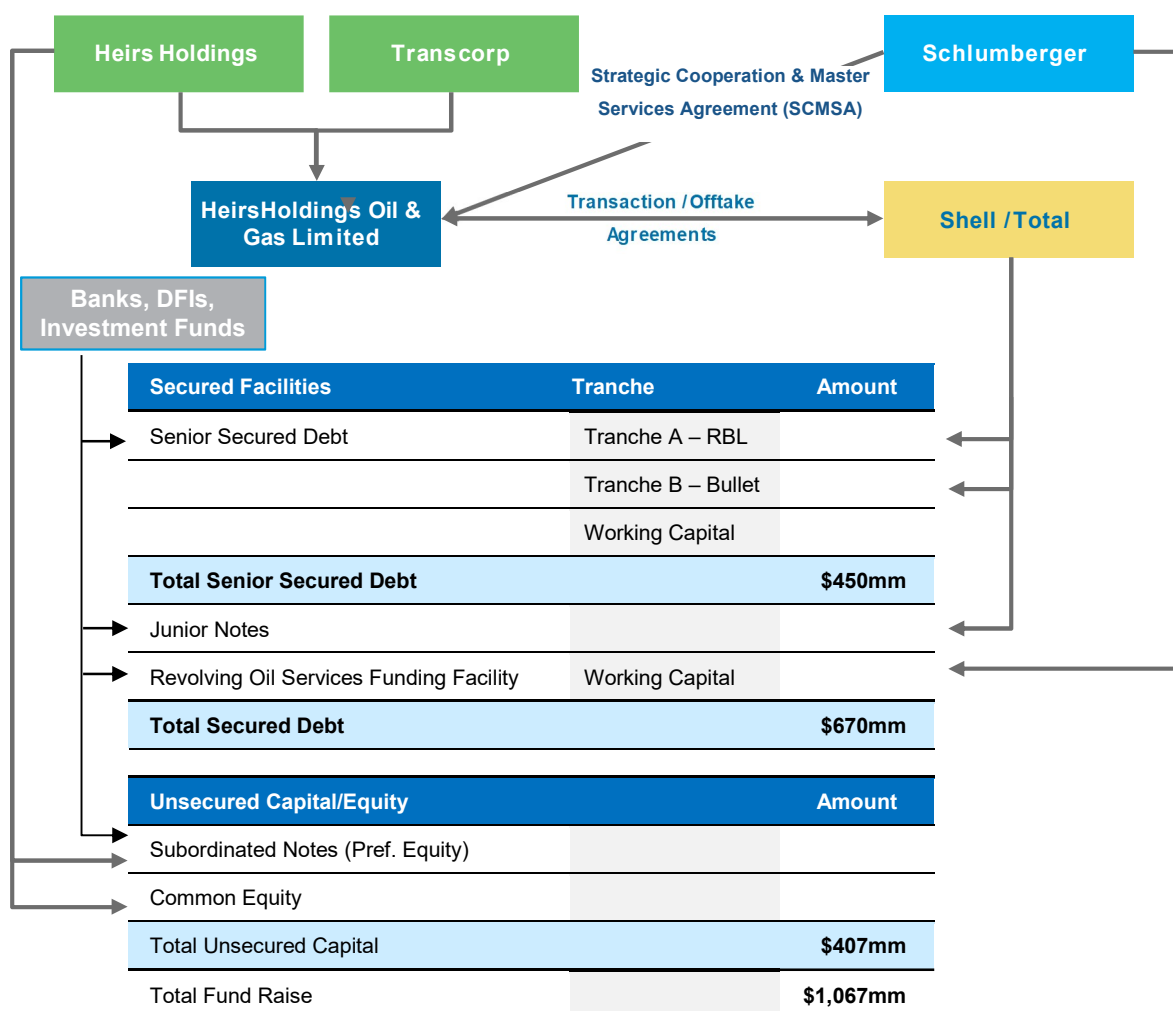 Heirs Holdings
Transcorp
Schlumberger
Strategic Cooperation & Master
Services Agreement (SCMSA)
HeirsHoldings Oil &
Gas Limited
Transaction / Offtake
Agreements
Shell / Total
Banks, DFIs,
Investment Funds
Secured Facilities Tranche Amount
Senior Secured Debt Tranche A – RBL
Tranche B – Bullet
Working Capital
Total Senior Secured Debt $450mm
Junior Notes
Revolving Oil Services Funding Facility Working Capital
Total Secured Debt $670mm
Unsecured Capital/Equity Amount
Subordinated Notes (Pref. Equity)
Common Equity
Total Unsecured Capital $407mm
Total Fund Raise $1,067mm